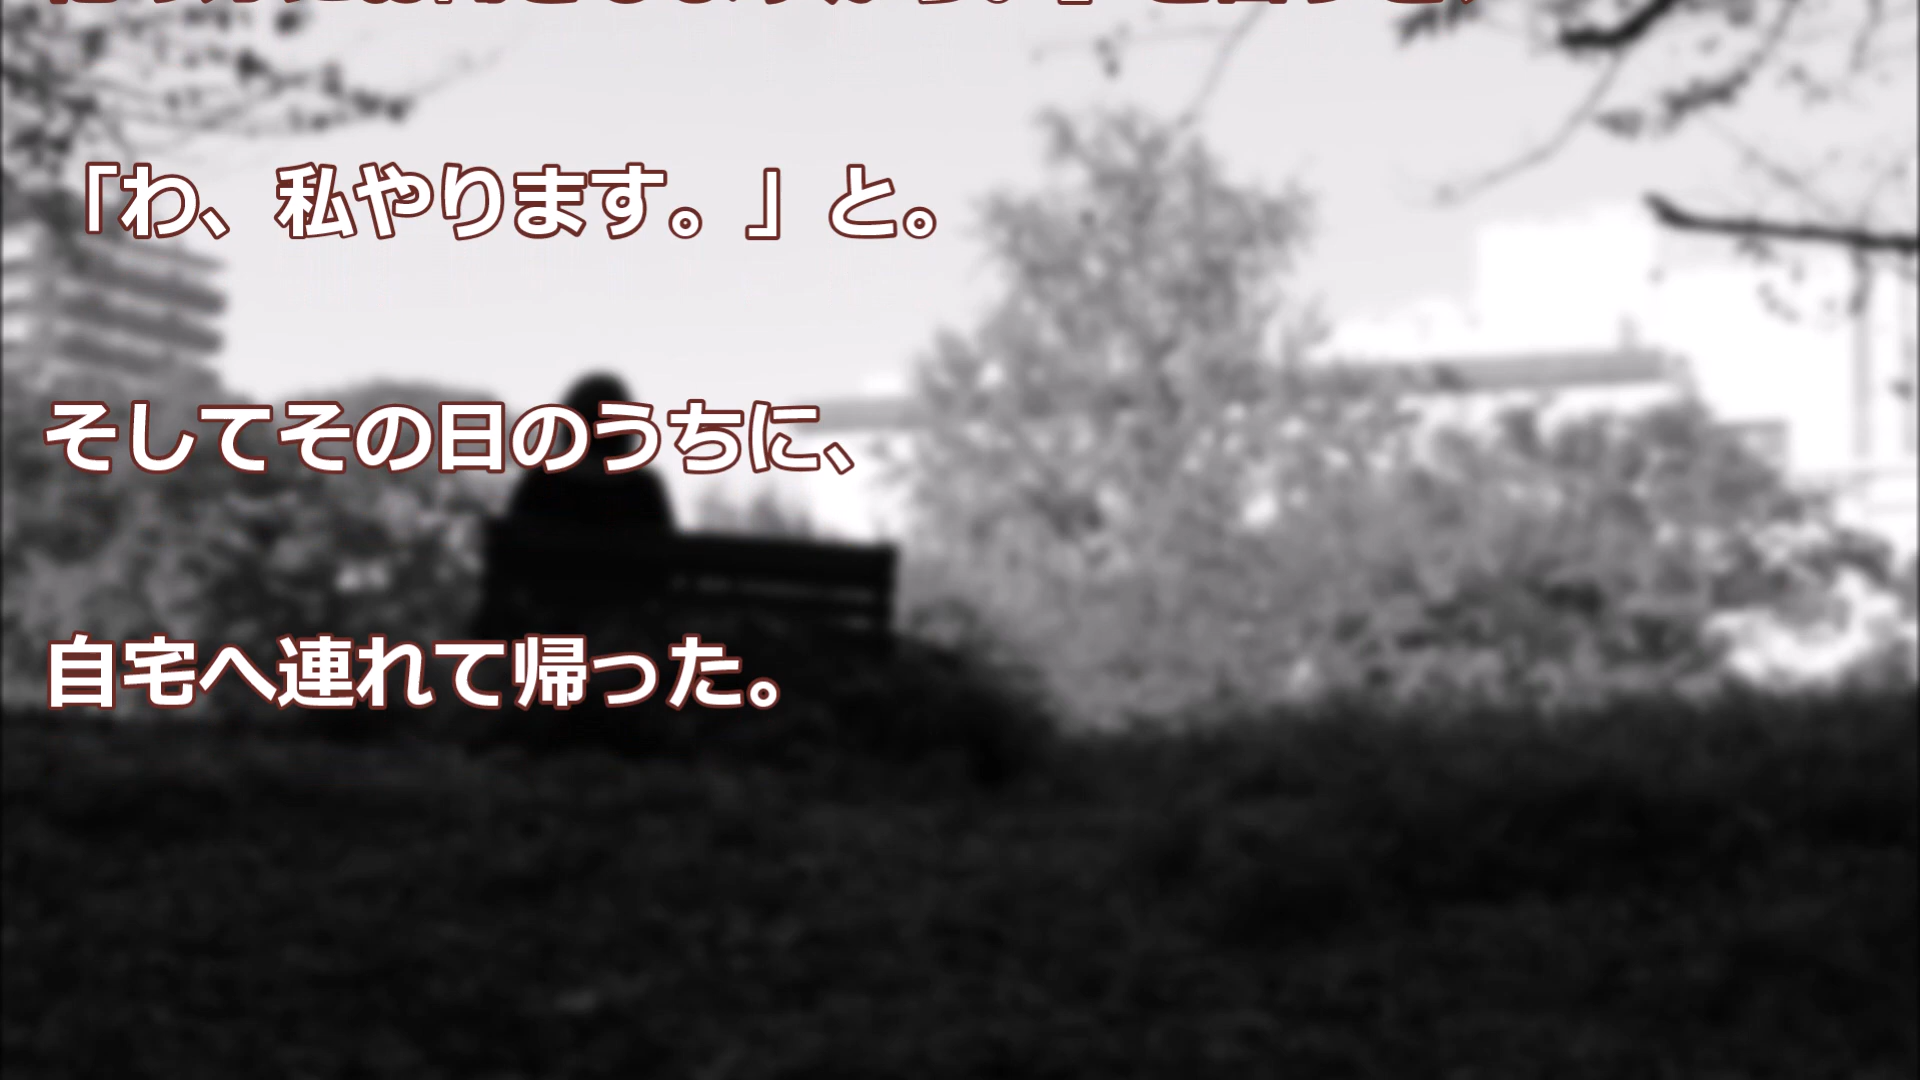 「わ、私やります。」と。
そしてその日のうちに、
自宅へ連れて帰った。